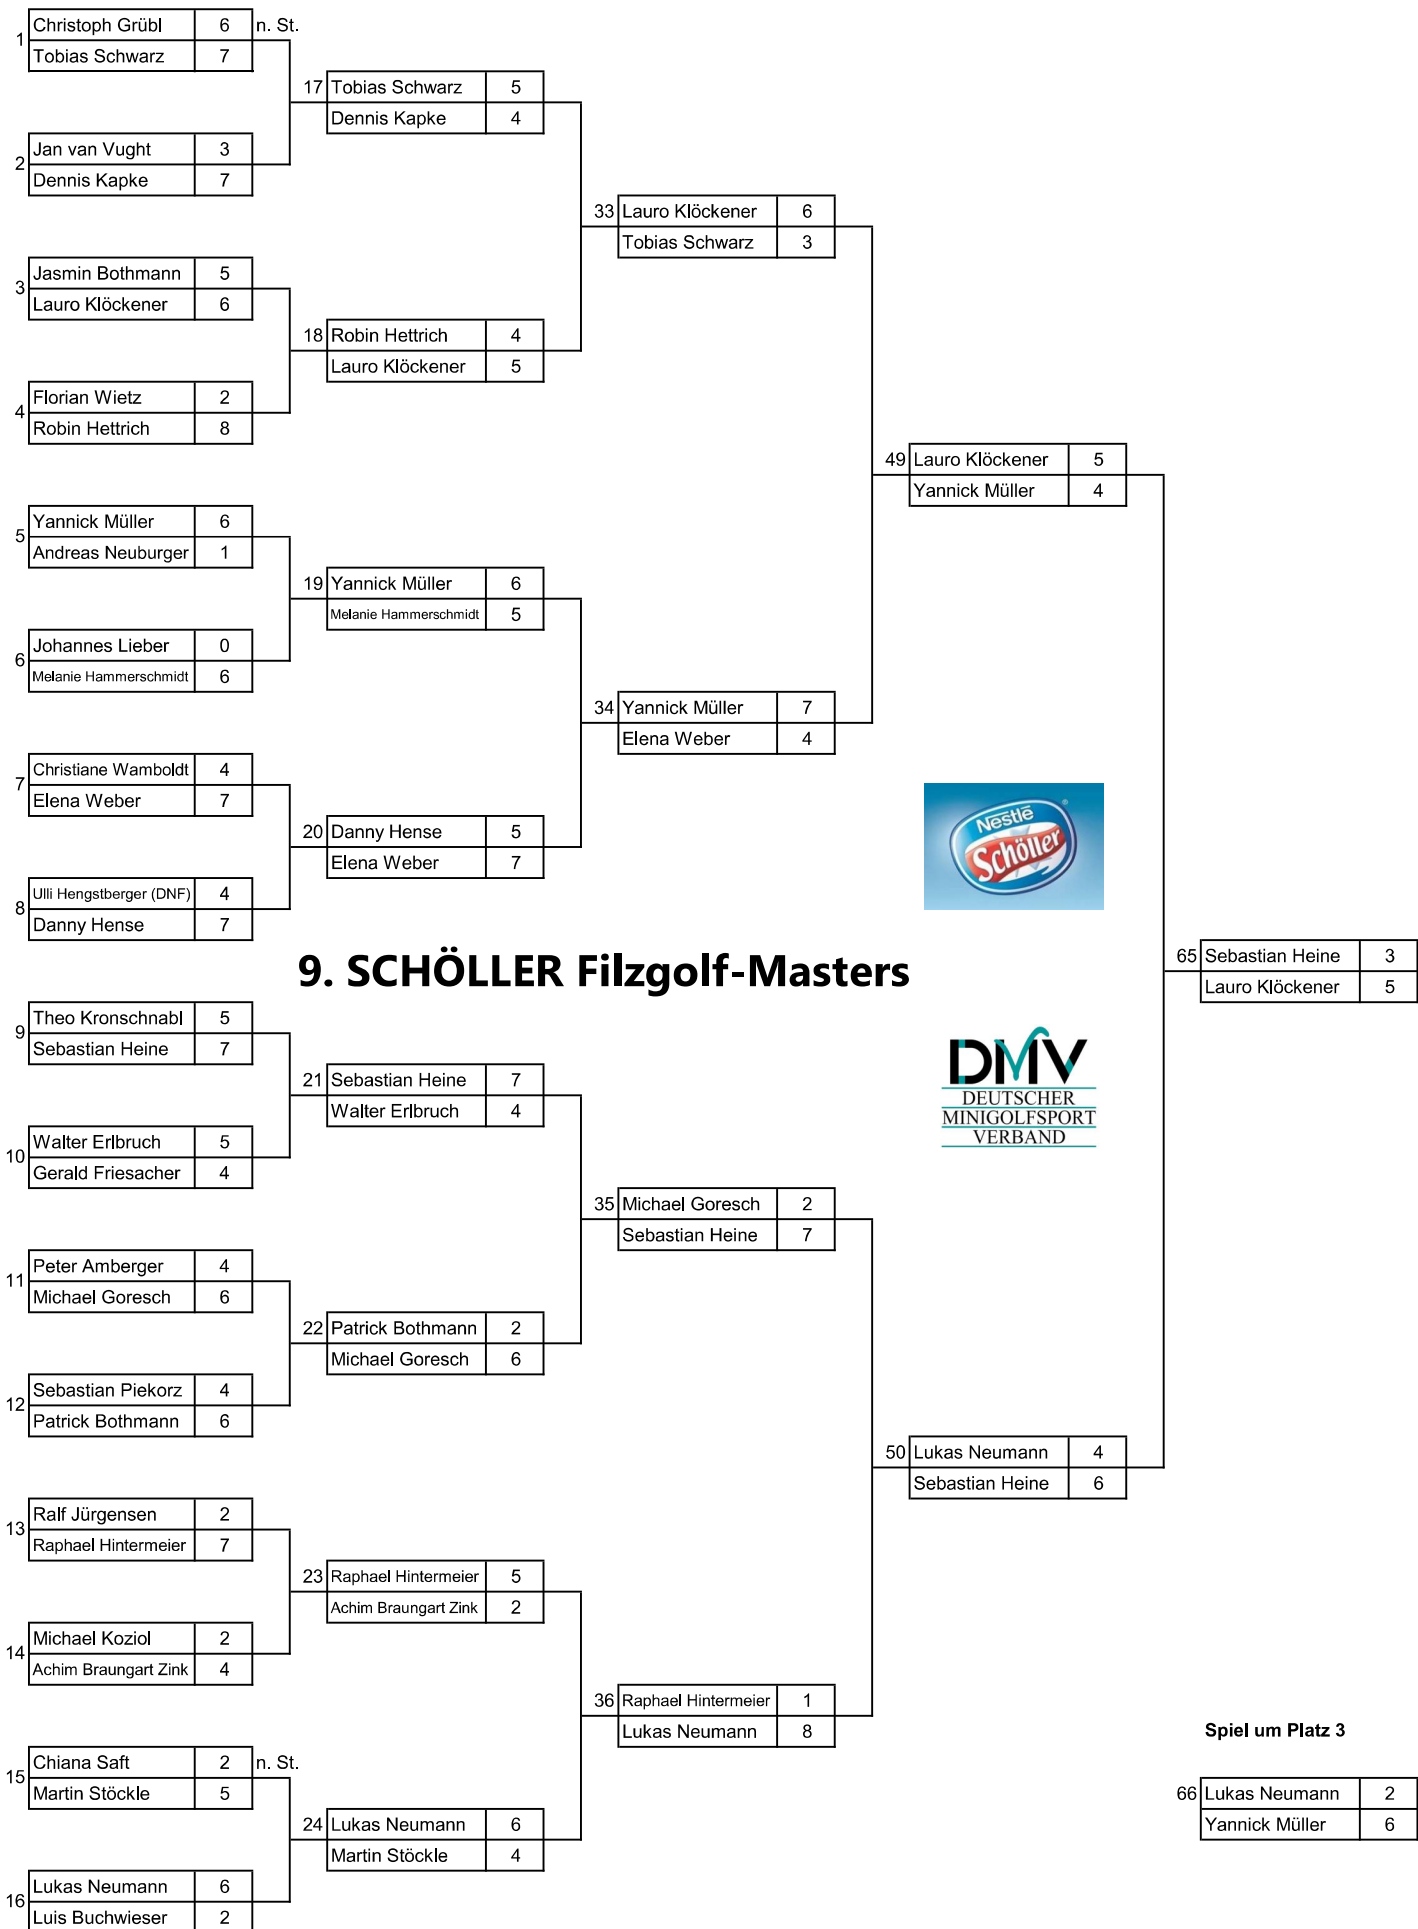 Christoph Grübl 6 n. St.
1
Tobias Schwarz 7
17 Tobias Schwarz 5
Dennis Kapke 4
Jan van Vught 3
2
Dennis Kapke 7
33 Lauro Klöckener 6
Tobias Schwarz 3
Jasmin Bothmann 5
3
Lauro Klöckener 6
18 Robin Hettrich 4
Lauro Klöckener 5
Florian Wietz 2
4
Robin Hettrich 8
49 Lauro Klöckener 5
Yannick Müller 4
Yannick Müller 6
5
Andreas Neuburger 1
19 Yannick Müller 6
Melanie Hammerschmidt 5
Johannes Lieber 0
6
Melanie Hammerschmidt 6
34 Yannick Müller 7
Elena Weber 4
Christiane Wamboldt 4
7
Elena Weber 7
Nestlé
Schöller
20 Danny Hense 5
Elena Weber 7
Ulli Hengstberger (DNF) 4
8
Danny Hense 7
9. SCHÖLLER Filzgolf-Masters
65 Sebastian Heine 3
Lauro Klöckener 5
Theo Kronschnabl 5
9
Sebastian Heine 7
DMV
DEUTSCHER
MINIGOLFSPORT
VERBAND
21 Sebastian Heine 7
Walter Erlbruch 4
Walter Erlbruch 5
10
Gerald Friesacher 4
35 Michael Goresch 2
Sebastian Heine 7
Peter Amberger 4
11
Michael Goresch 6
22 Patrick Bothmann 2
Michael Goresch 6
Sebastian Piekorz 4
12
Patrick Bothmann 6
50 Lukas Neumann 4
Sebastian Heine 6
Ralf Jürgensen 2
13
Raphael Hintermeier 7
23 Raphael Hintermeier 5
Achim Braungart Zink 2
Michael Koziol 2
14
Achim Braungart Zink 4
36 Raphael Hintermeier 1
Lukas Neumann 8
Spiel um Platz 3
Chiana Saft 2 n. St.
15
Martin Stöckle 5
66 Lukas Neumann 2
Yannick Müller 6
24 Lukas Neumann 6
Martin Stöckle 4
Lukas Neumann 6
16
Luis Buchwieser 2